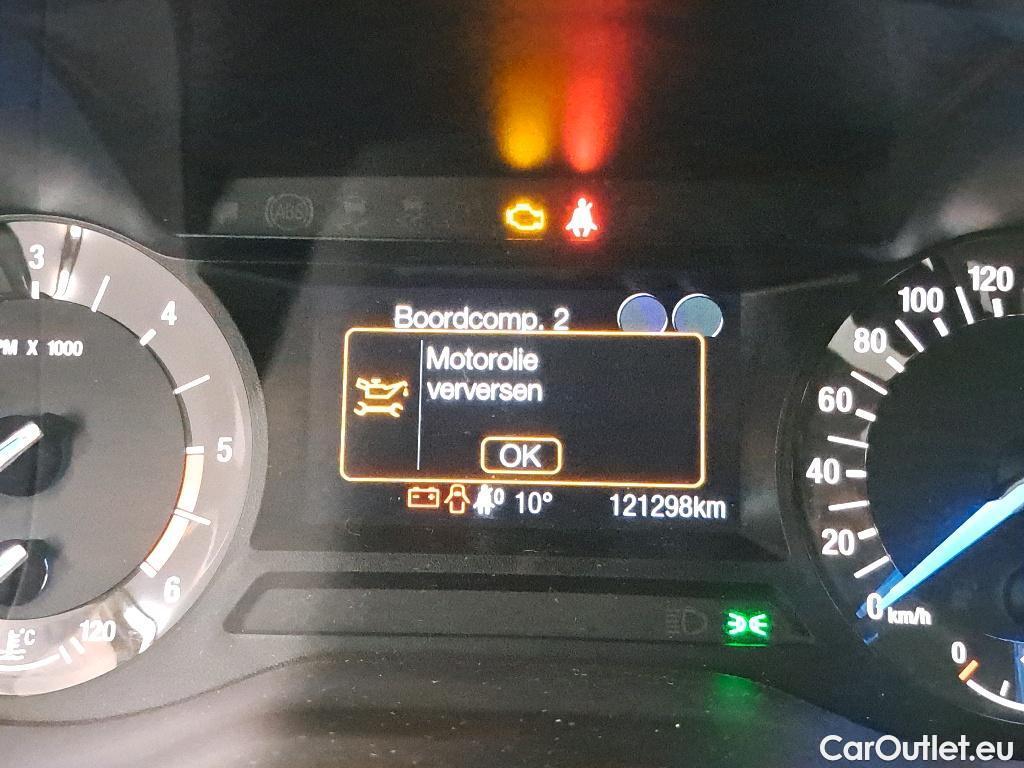 ABS
3
4
PM X 1000
5
6
°C
120
Boordcomp. 2
Motorolie
verversen
OK
0 10° 121298km
120
100
80
60
40
20
0 km/h
0
CarOutlet.eu